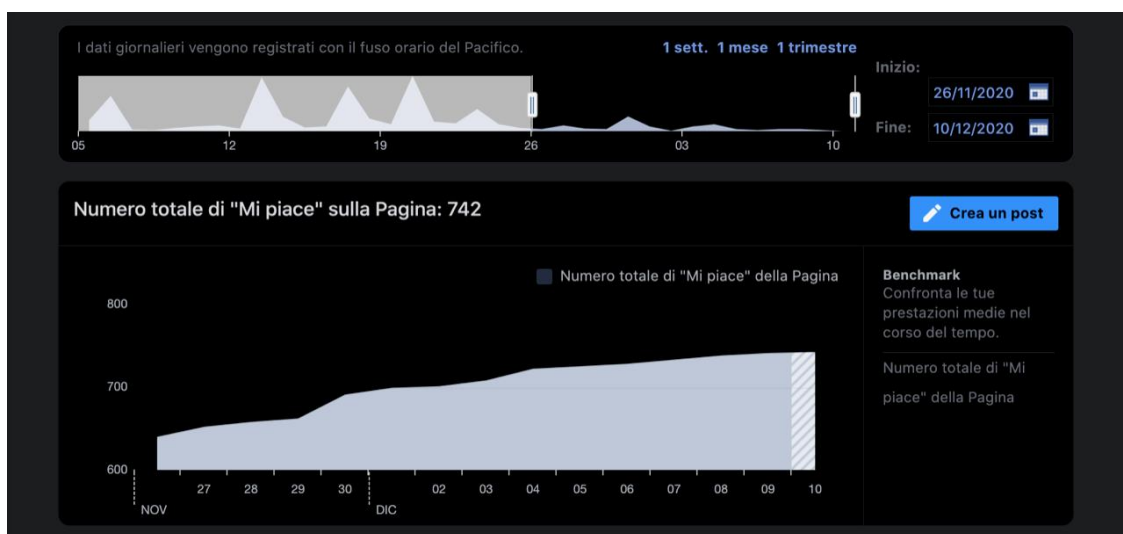 I dati giornalieri vengono registrati con il fuso orario del Pacifico.
1 sett. 1 mese 1 trimestre
Inizio:
26/11/2020
Fine:
10/12/2020
05 12 19 26 03 10
Numero totale di "Mi piace" sulla Pagina: 742
Crea un post
Numero totale di "Mi piace" della Pagina
800
700
600
27 28 29 30 02 03 04 05 06 07 08 09 10
NOV DIC
Benchmark
Confronta le tue
prestazioni medie nel
corso del tempo.
Numero totale di "Mi
piace" della Pagina